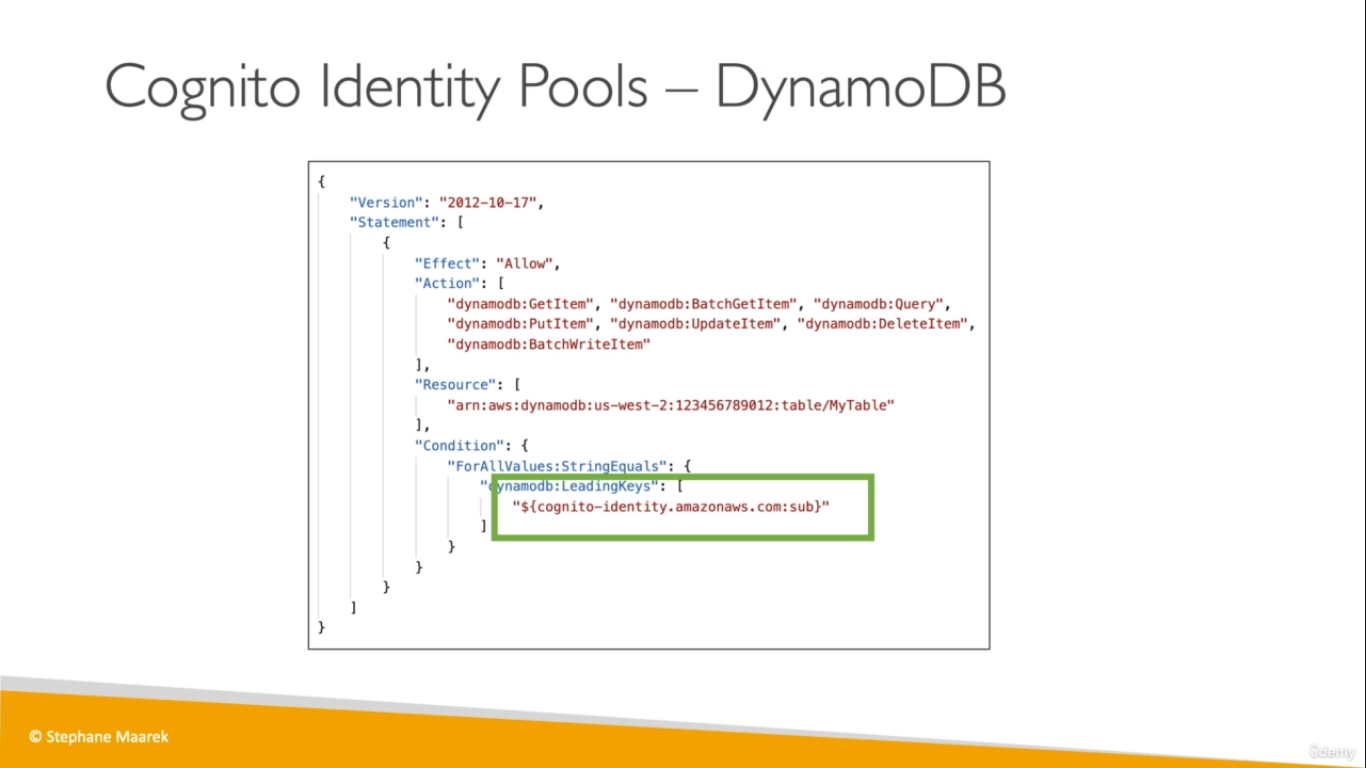 Cognito Identity Pools – DynamoDB
{
"Version": "2012-10-17",
"Statement": [
{
"Effect": "Allow",
"Action": [
"dynamodb:GetItem", "dynamodb:BatchGetItem", "dynamodb:Query",
"dynamodb:PutItem", "dynamodb:UpdateItem", "dynamodb:DeleteItem",
"dynamodb:BatchWriteItem"
],
"Resource": [
"arn:aws:dynamodb:us-west-2:123456789012:table/MyTable"
],
"Condition": {
"ForAllValues:StringEquals": {
"dynamodb:LeadingKeys": [
"${cognito-identity.amazonaws.com:sub}"
]
}
}
}
]
}
© Stephane Maarek
ûdemy